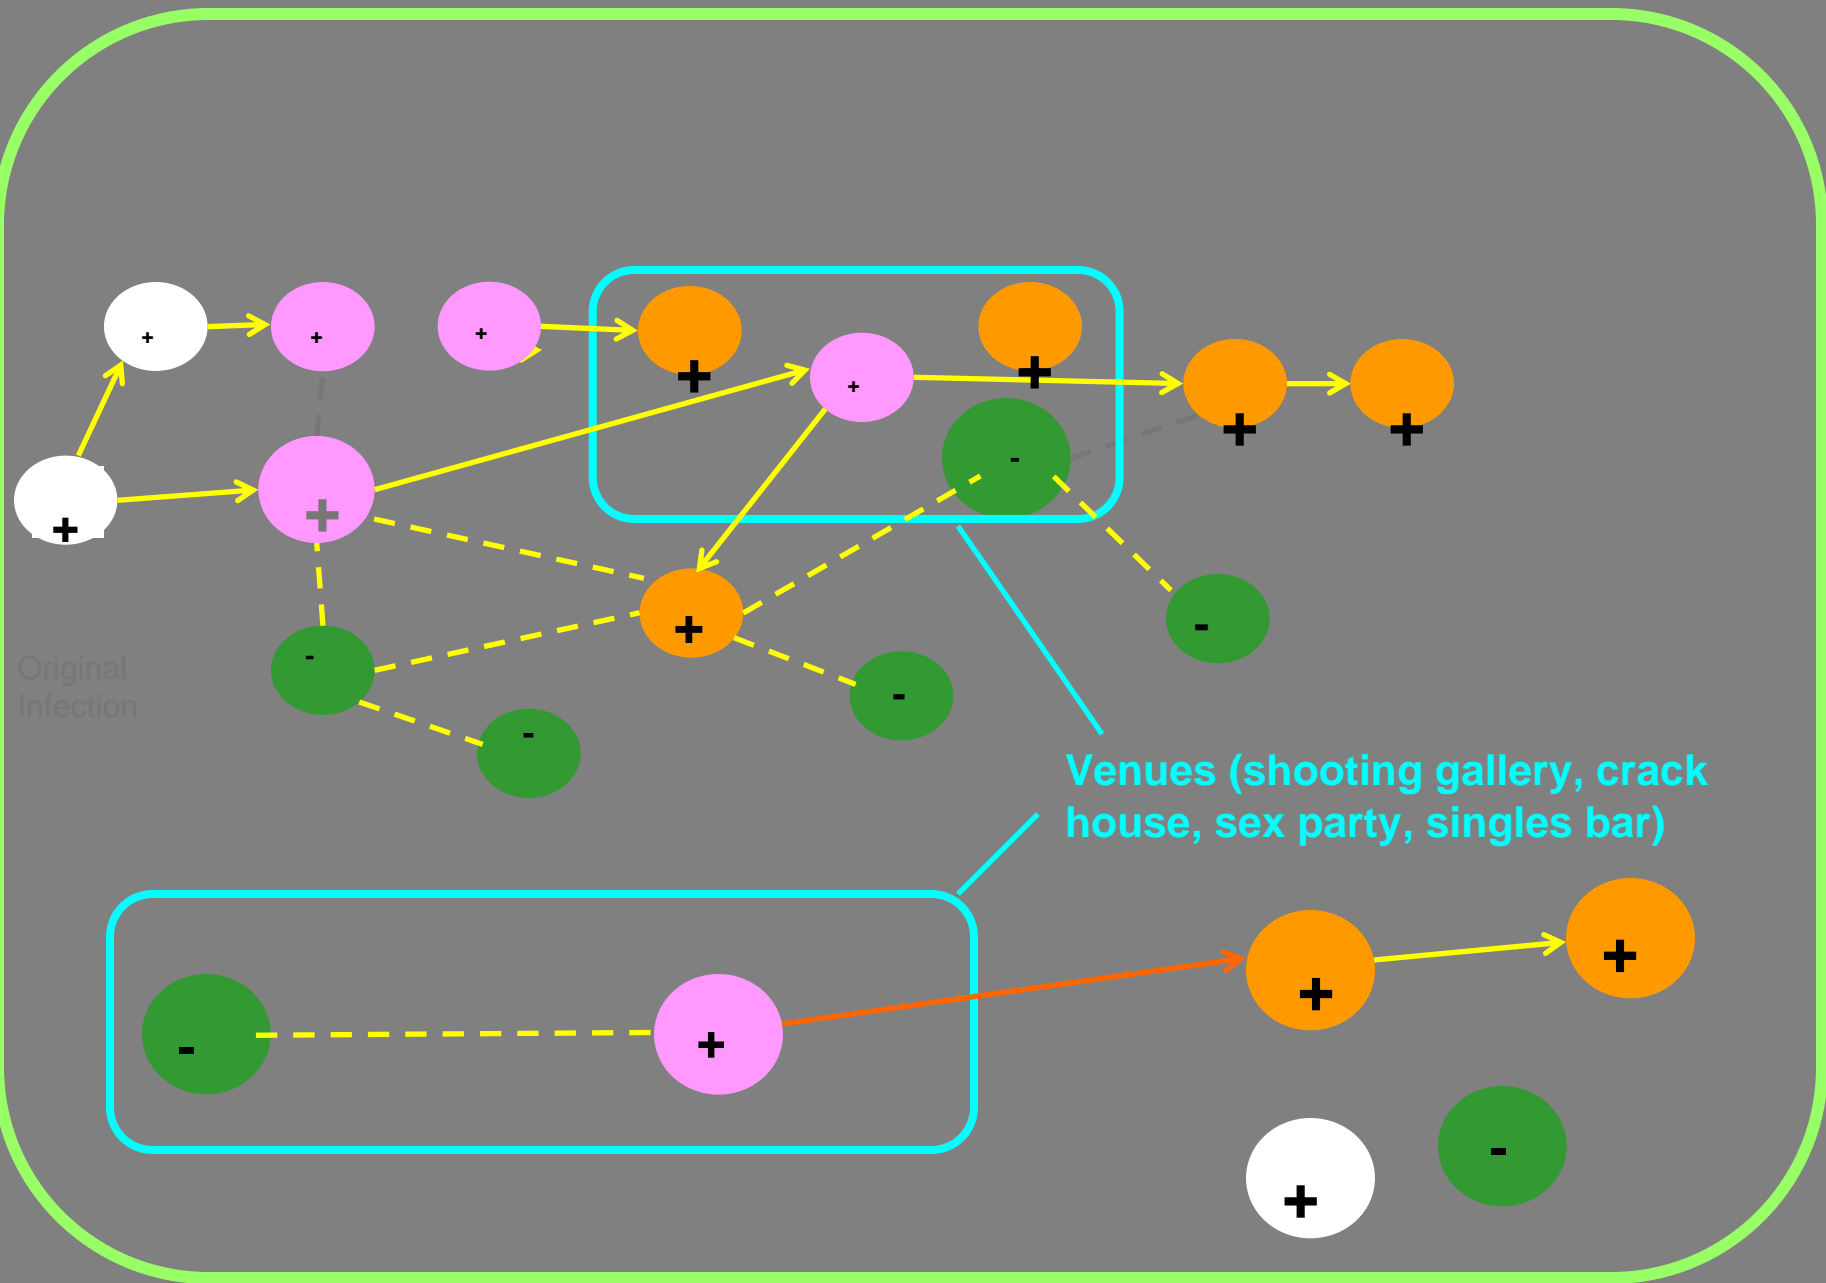 + + + + +
+ + +
+ +
+ +
-
-
+
-
- -
-
Original
Infection
Venues (shooting gallery, crack
house, sex party, singles bar)
+ +
- +
+ -